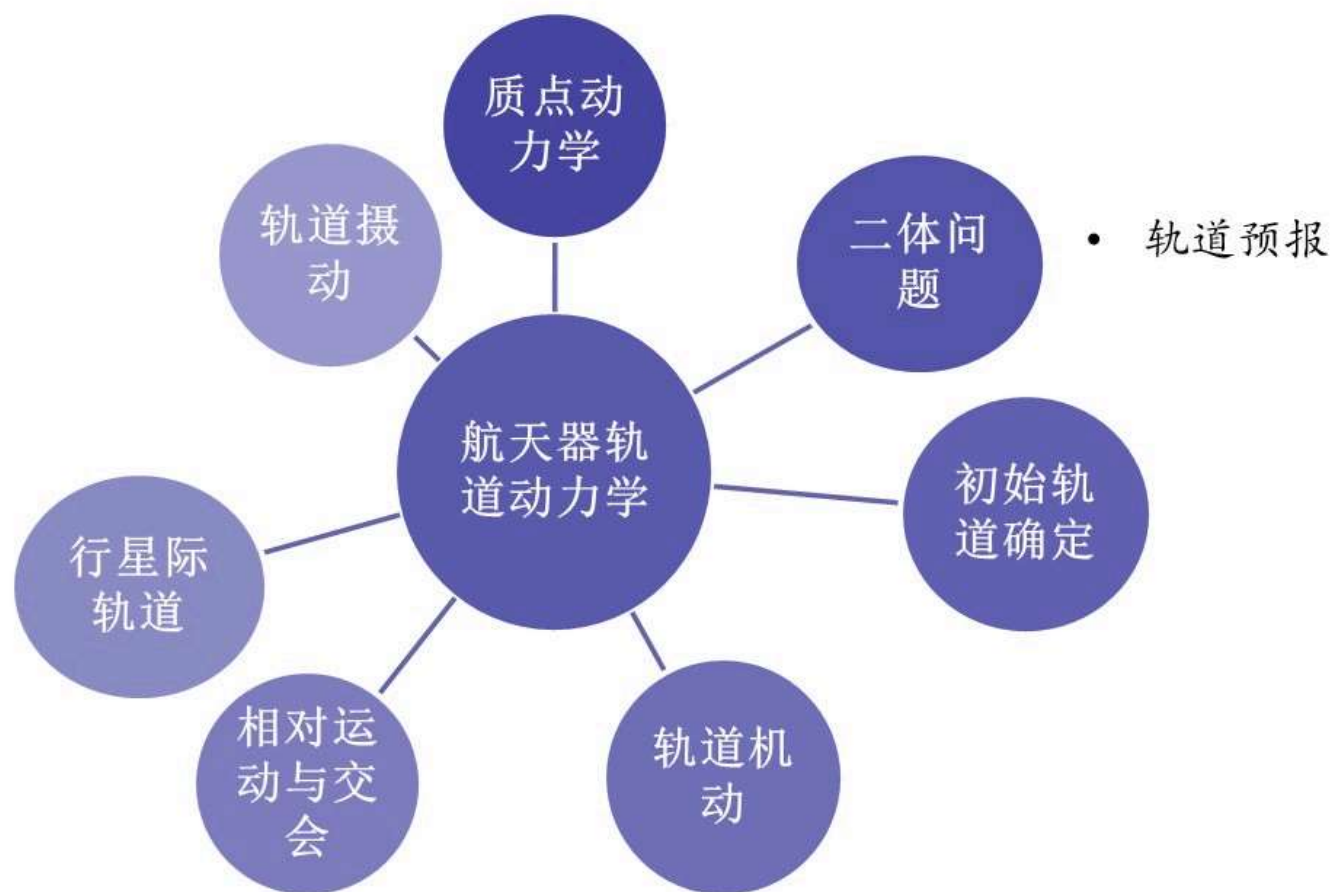 质点动
力学
轨道摄
动
二体问
题
• 轨道预报
航天器轨
道动力学
初始轨
道确定
行星际
轨道
相对运
动与交
会
轨道机
动